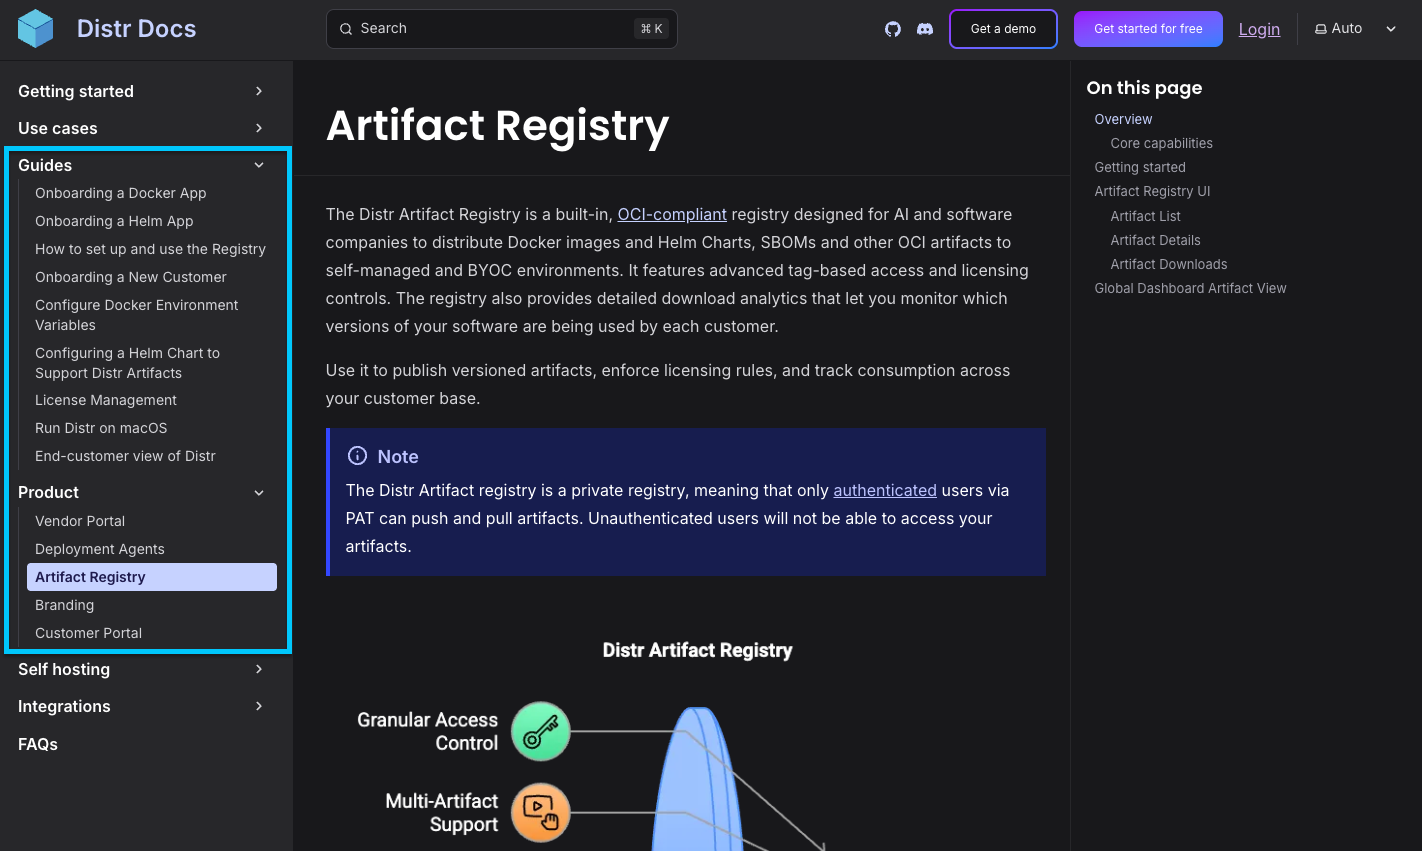 Distr Docs
Search
⌘ K
Get a demo
Get started for free
Login
Auto
Getting started
Use cases
Guides
Onboarding a Docker App
Onboarding a Helm App
How to set up and use the Registry
Onboarding a New Customer
Configure Docker Environment
Variables
Configuring a Helm Chart to
Support Distr Artifacts
License Management
Run Distr on macOS
End-customer view of Distr
Product
Vendor Portal
Deployment Agents
Artifact Registry
Branding
Customer Portal
Self hosting
Integrations
FAQs
Artifact Registry
The Distr Artifact Registry is a built-in, OCI-compliant registry designed for AI and software
companies to distribute Docker images and Helm Charts, SBOMs and other OCI artifacts to
self-managed and BYOC environments. It features advanced tag-based access and licensing
controls. The registry also provides detailed download analytics that let you monitor which
versions of your software are being used by each customer.
Use it to publish versioned artifacts, enforce licensing rules, and track consumption across
your customer base.
Note
The Distr Artifact registry is a private registry, meaning that only authenticated users via
PAT can push and pull artifacts. Unauthenticated users will not be able to access your
artifacts.
Distr Artifact Registry
Granular Access
Control
Multi-Artifact
Support
On this page
Overview
Core capabilities
Getting started
Artifact Registry UI
Artifact List
Artifact Details
Artifact Downloads
Global Dashboard Artifact View